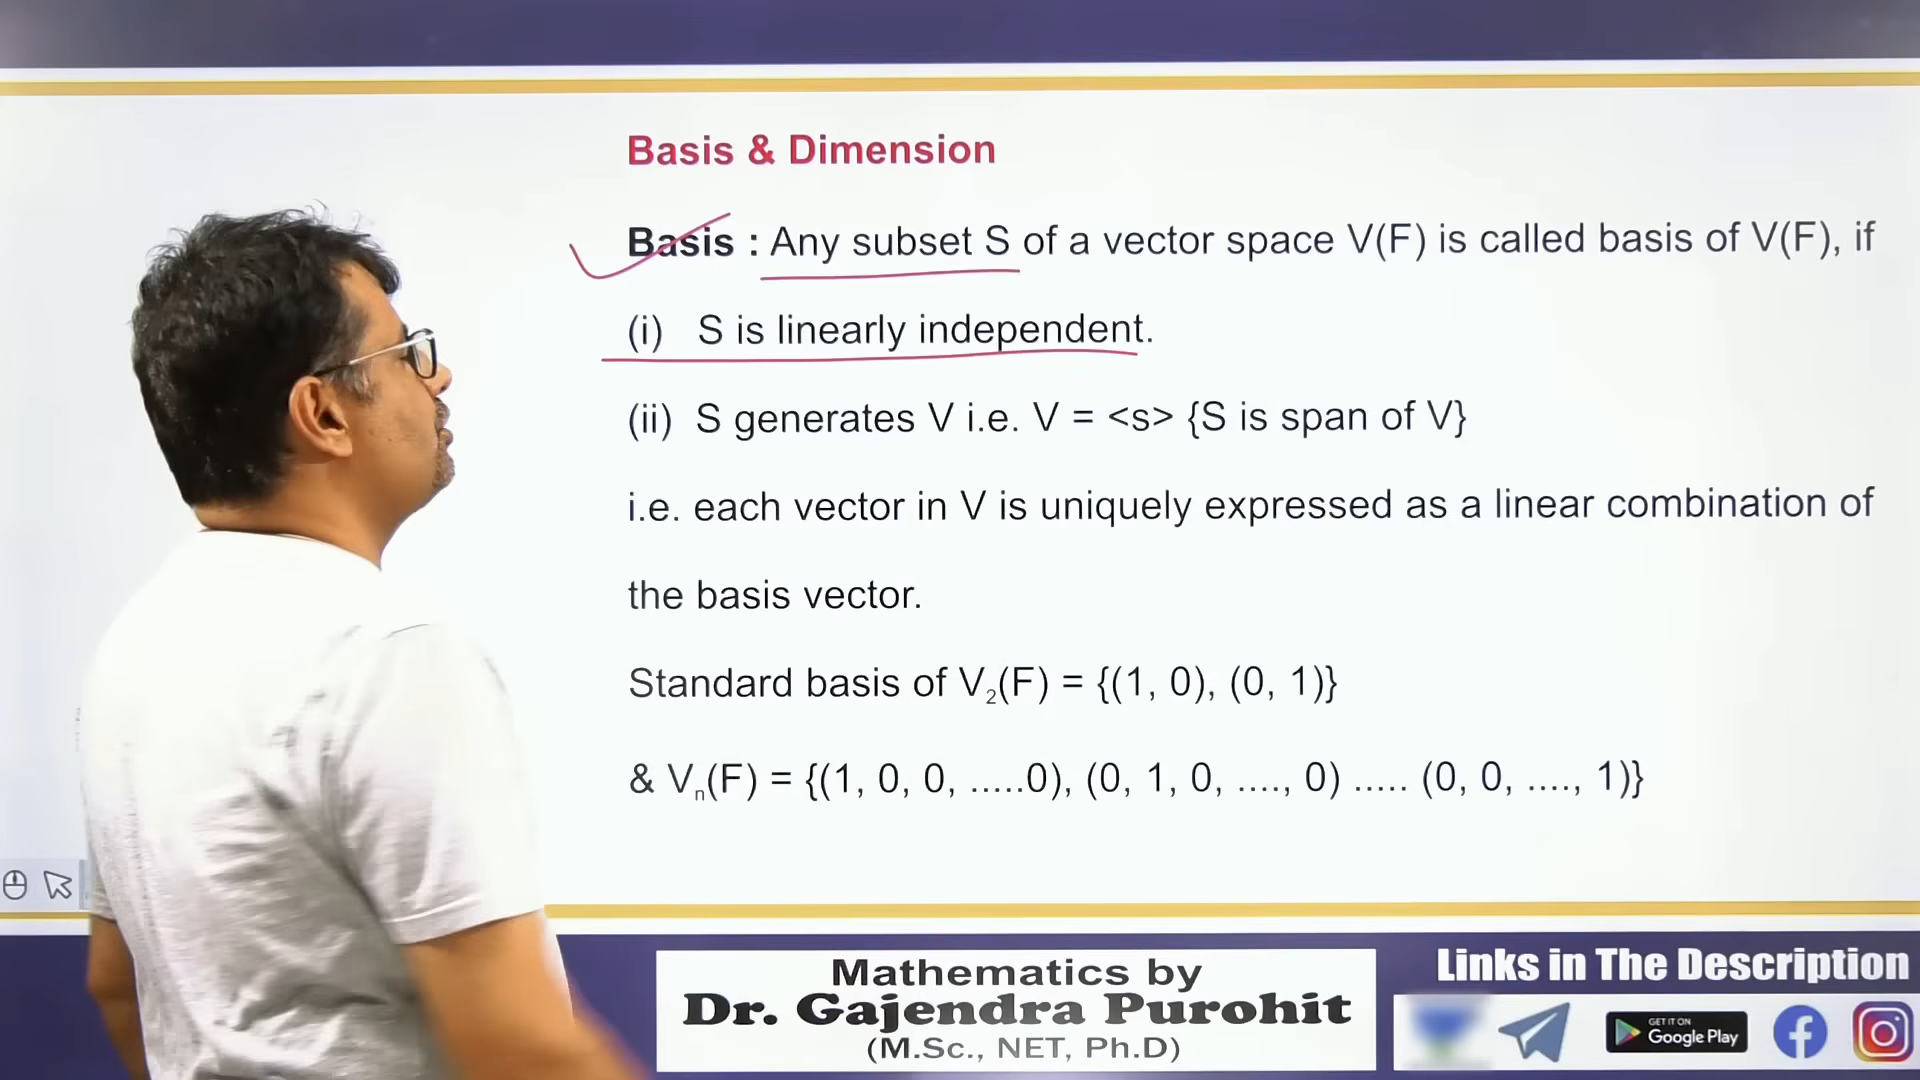 Basis & Dimension
Basis : Any subset S of a vector space V(F) is called basis of V(F), if
(i) S is linearly independent.
(ii) S generates V i.e. V = <s> {S is span of V}
i.e. each vector in V is uniquely expressed as a linear combination of
the basis vector.
Standard basis of V₂(F) = {(1, 0), (0, 1)}
& Vₙ(F) = {(1, 0, 0, .....0), (0, 1, 0, ...., 0) ..... (0, 0, ...., 1)}
Mathematics by
Dr. Gajendra Purohit
(M.Sc., NET, Ph.D)
Links in The Description
GET IT ON
Google Play